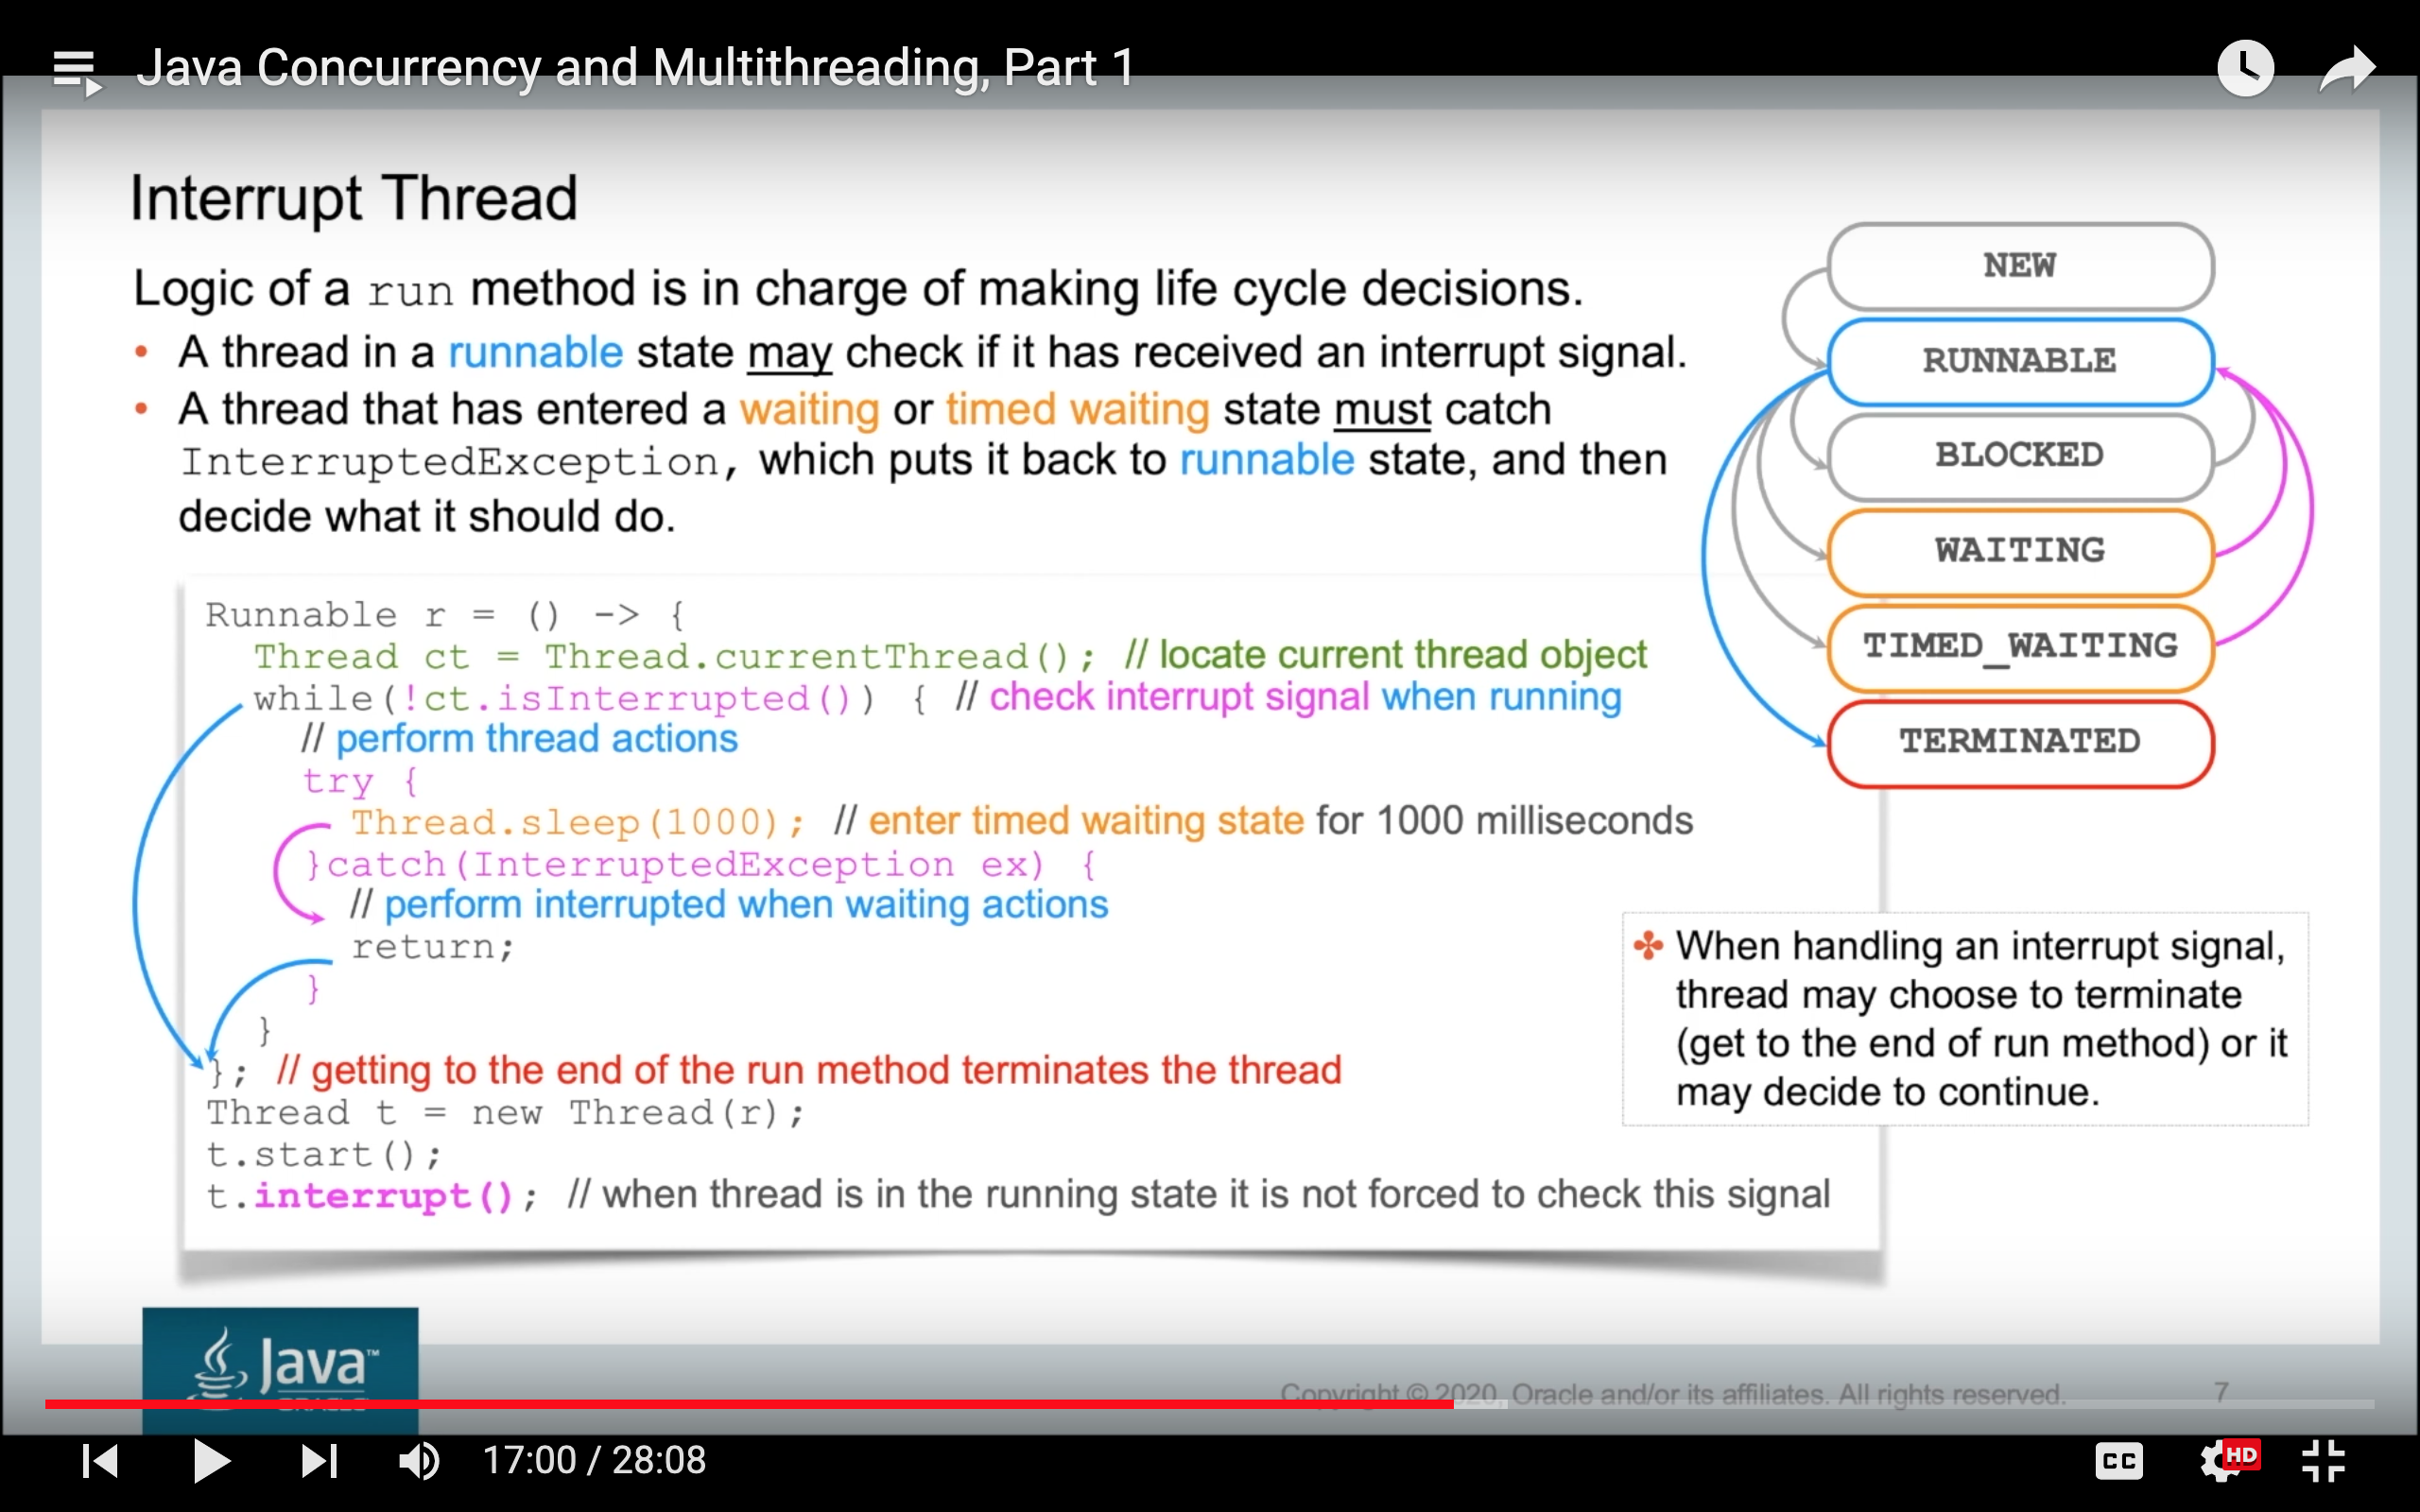 Java Concurrency and Multithreading, Part 1
Interrupt Thread
Logic of a run method is in charge of making life cycle decisions.
• A thread in a runnable state may check if it has received an interrupt signal.
• A thread that has entered a waiting or timed waiting state must catch
InterruptedException, which puts it back to runnable state, and then
decide what it should do.
NEW
RUNNABLE
BLOCKED
WAITING
TIMED_WAITING
TERMINATED
Runnable r = () -> {
Thread ct = Thread.currentThread(); // locate current thread object
while(!ct.isInterrupted()) { // check interrupt signal when running
// perform thread actions
try {
Thread.sleep(1000); // enter timed waiting state for 1000 milliseconds
}catch(InterruptedException ex) {
// perform interrupted when waiting actions
return;
}
}
}; // getting to the end of the run method terminates the thread
Thread t = new Thread(r);
t.start();
t.interrupt(); // when thread is in the running state it is not forced to check this signal
When handling an interrupt signal,
thread may choose to terminate
(get to the end of run method) or it
may decide to continue.
Java™
Copyright © 2020, Oracle and/or its affiliates. All rights reserved.
7
17:00 / 28:08
CC
HD